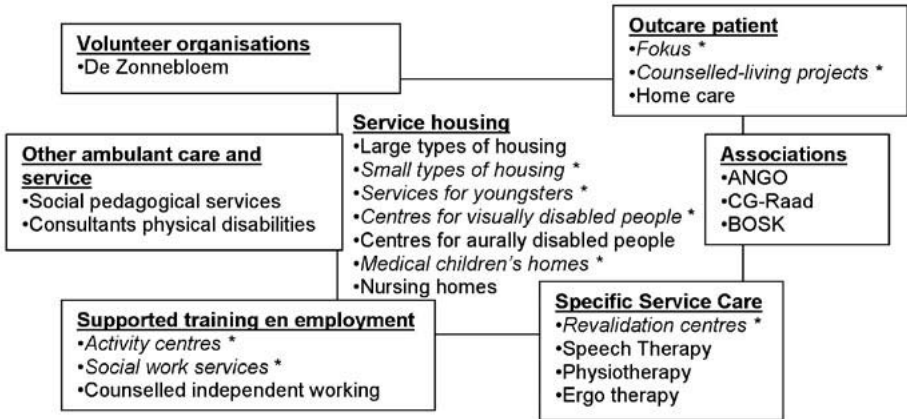 Volunteer organisations
•De Zonnebloem
Outcare patient
•Fokus *
•Counselled-living projects *
•Home care
Other ambulant care and
service
•Social pedagogical services
•Consultants physical disabilities
Service housing
•Large types of housing
•Small types of housing *
•Services for youngsters *
•Centres for visually disabled people *
•Centres for aurally disabled people
•Medical children's homes *
•Nursing homes
Associations
•ANGO
•CG-Raad
•BOSK
Supported training en employment
•Activity centres *
•Social work services *
•Counselled independent working
Specific Service Care
•Revalidation centres *
•Speech Therapy
•Physiotherapy
•Ergo therapy